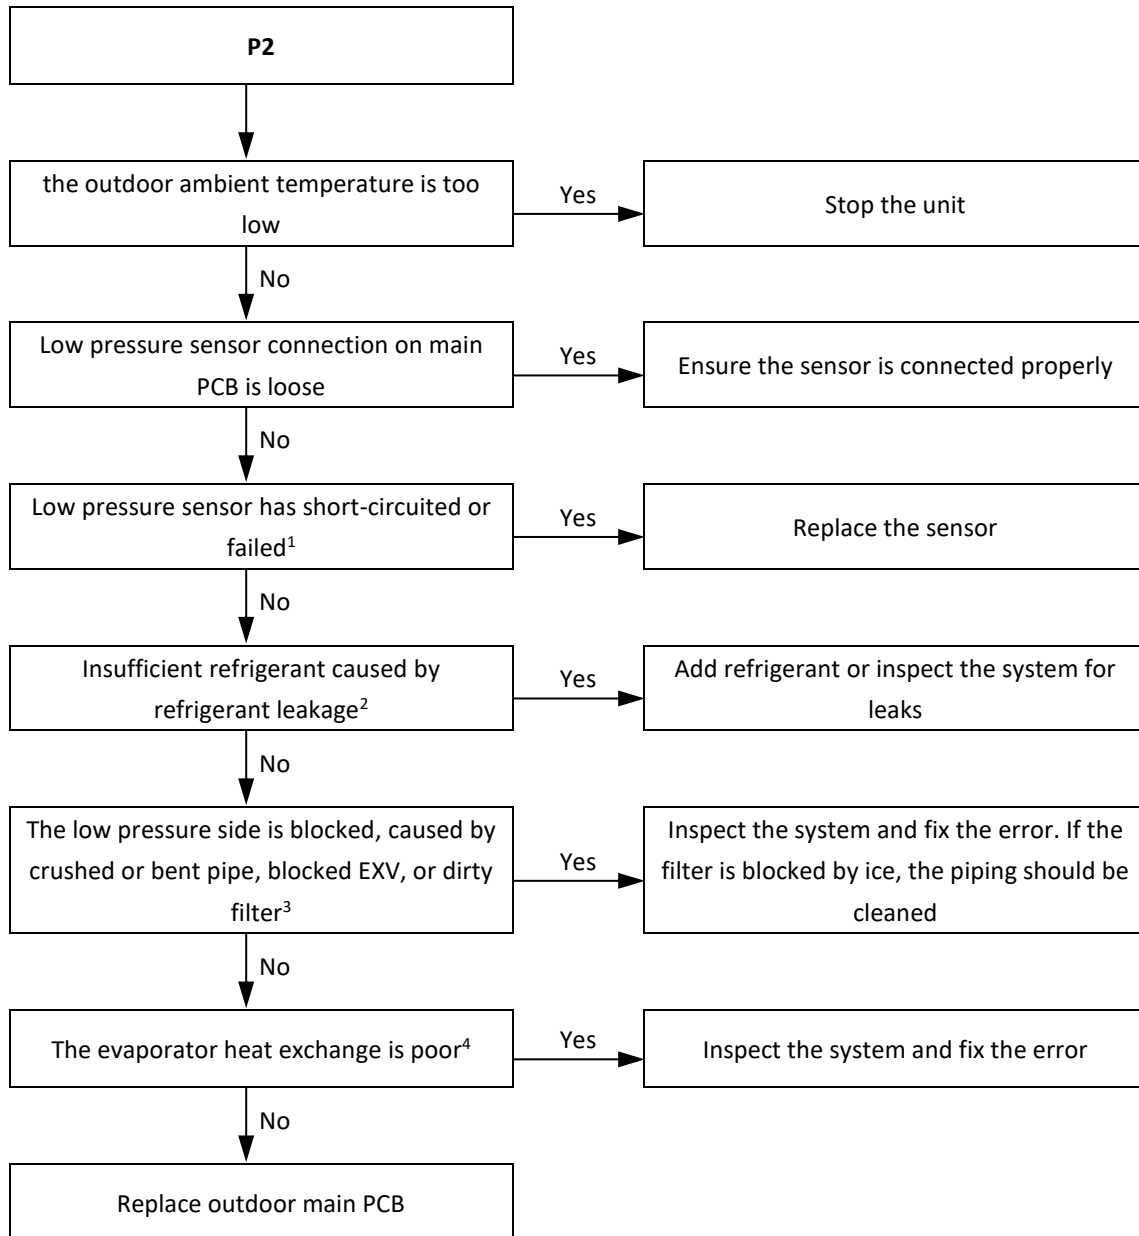 P2
the outdoor ambient temperature is too
low
Yes
Stop the unit
No
Low pressure sensor connection on main
PCB is loose
Yes
Ensure the sensor is connected properly
No
Low pressure sensor has short-circuited or
failed1
Yes
Replace the sensor
No
Insufficient refrigerant caused by
refrigerant leakage2
Yes
Add refrigerant or inspect the system for
leaks
No
The low pressure side is blocked, caused by
crushed or bent pipe, blocked EXV, or dirty
filter3
Yes
Inspect the system and fix the error. If the
filter is blocked by ice, the piping should be
cleaned
No
The evaporator heat exchange is poor4
Yes
Inspect the system and fix the error
No
Replace outdoor main PCB